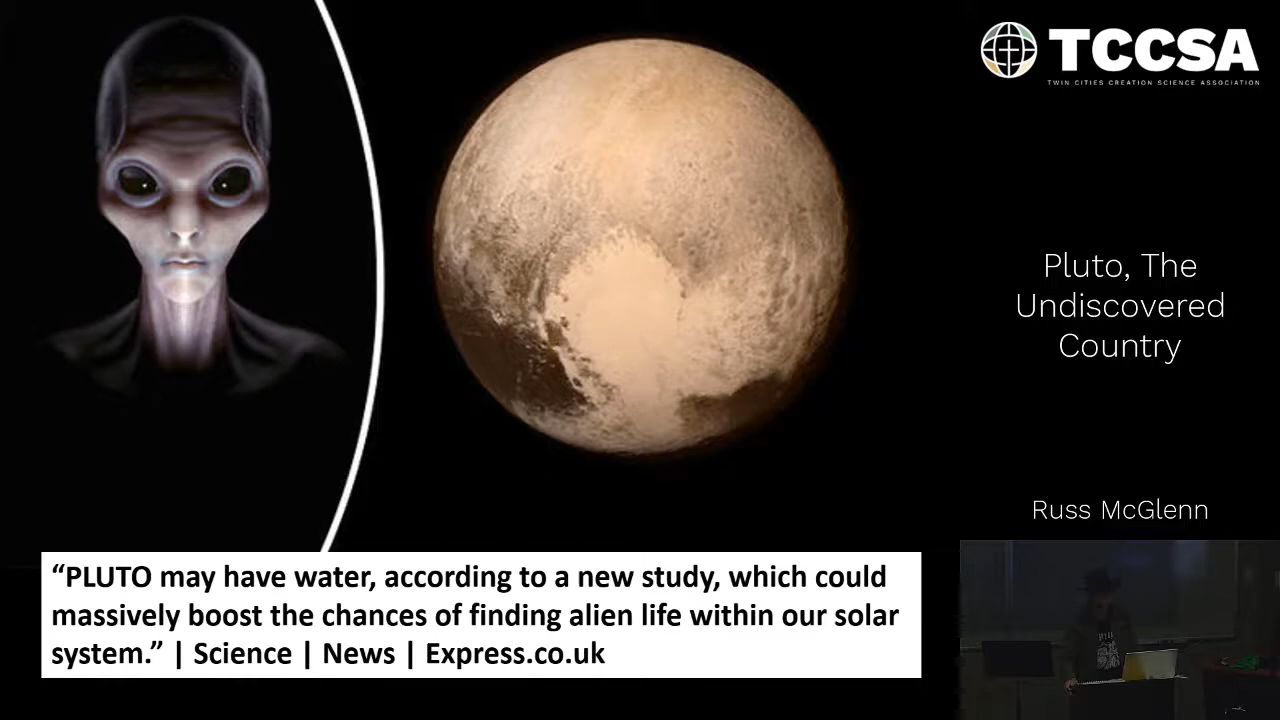 TCCSA
TWIN CITIES CREATION SCIENCE ASSOCIATION
Pluto, The
Undiscovered
Country
Russ McGlenn
“PLUTO may have water, according to a new study, which could
massively boost the chances of finding alien life within our solar
system.” | Science | News | Express.co.uk